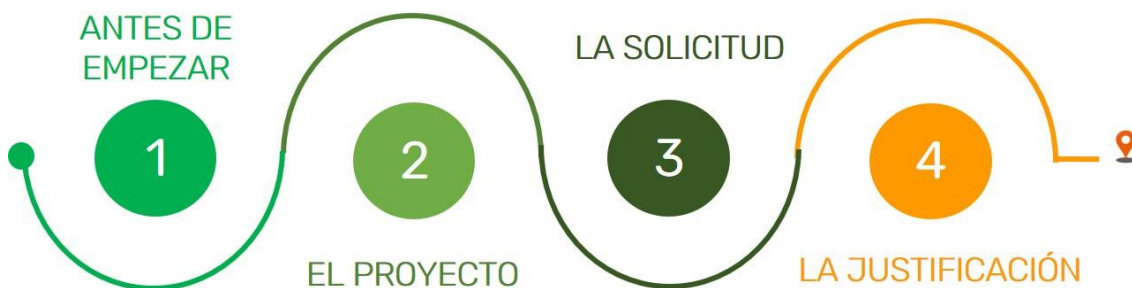 ANTES DE
EMPEZAR
1
2
EL PROYECTO
LA SOLICITUD
3
4
LA JUSTIFICACIÓN